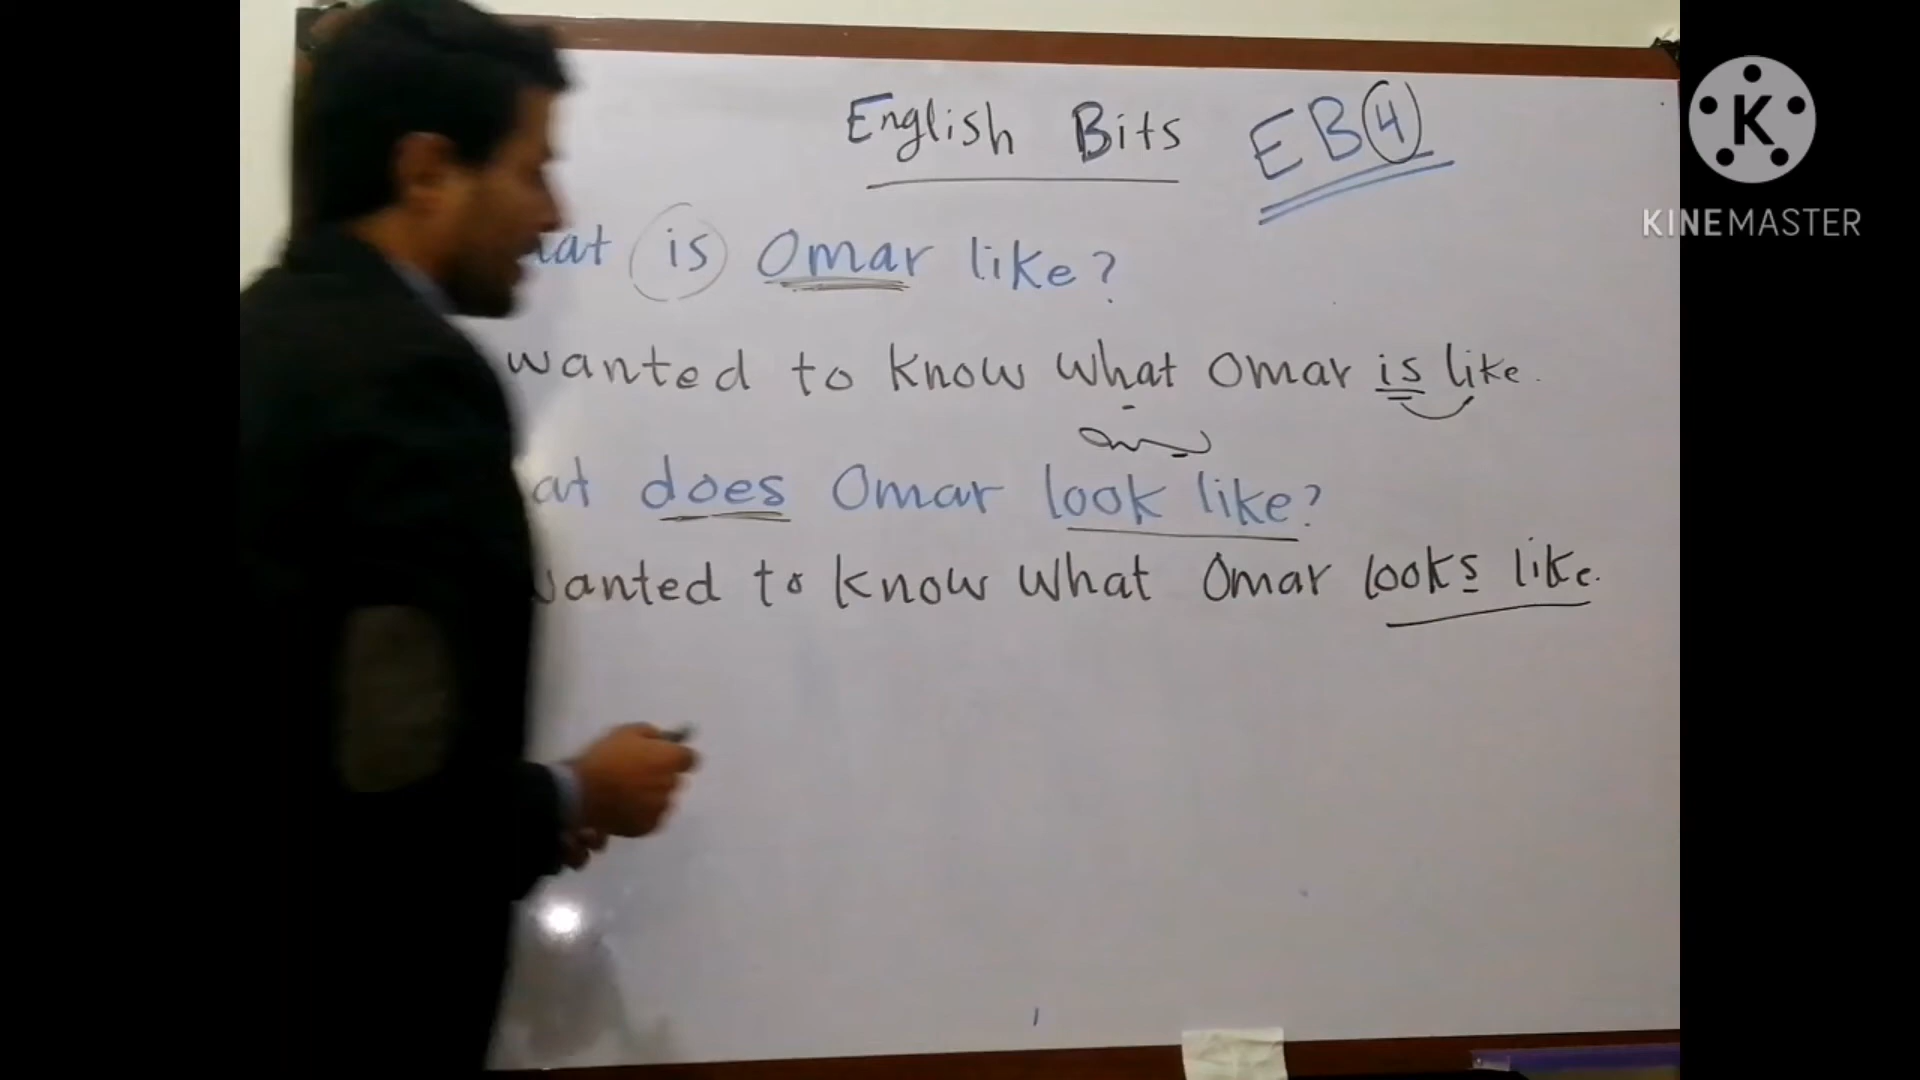 English Bits EB4
is Omar like?
wanted to know what Omar is like.
does Omar look like?
wanted to know what Omar looks like.
K
KINEMASTER